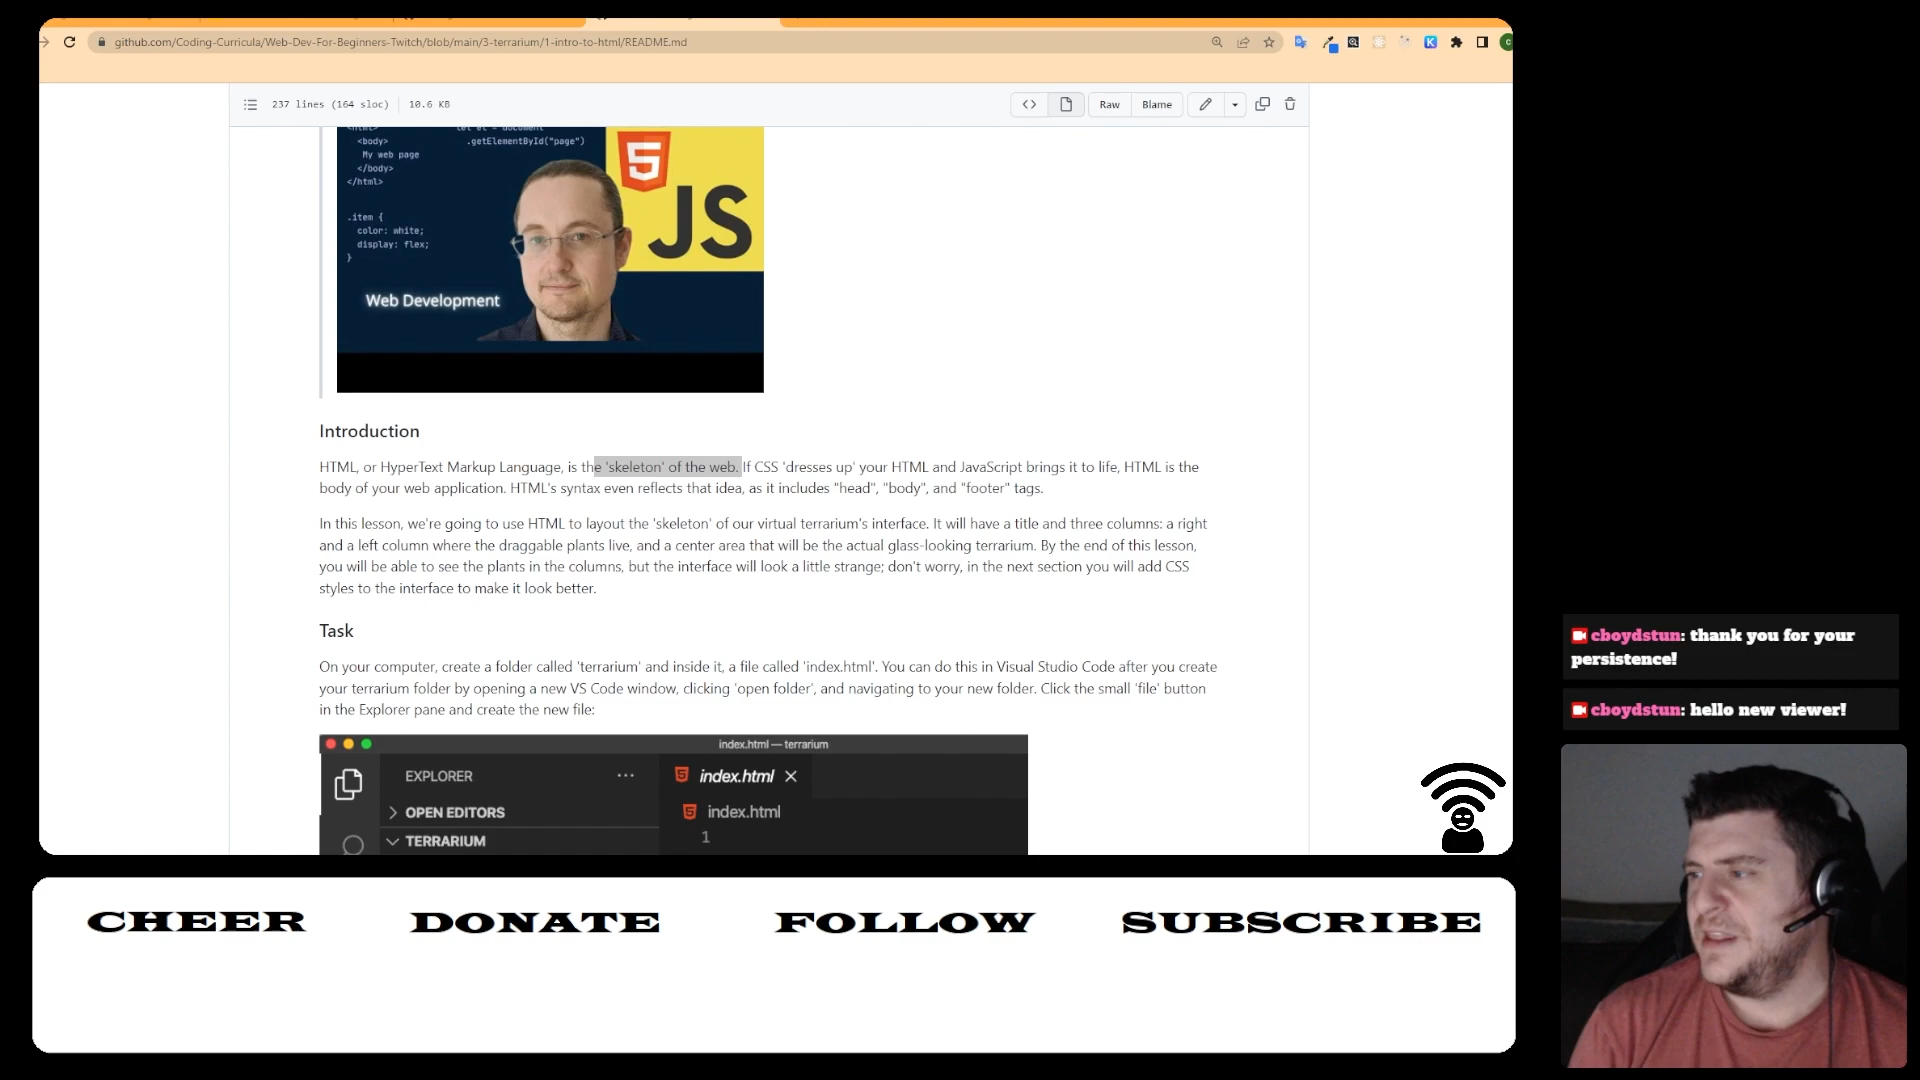 github.com/Coding-Curricula/Web-Dev-For-Beginners-Twitch/blob/main/3-terrarium/1-intro-to-html/README.md
237 lines (164 sloc)
10.6 KB
Raw
Blame
<html>
<body>
My web page
</body>
</html>
let el = document
.getElementById("page")
.item {
color: white;
display: flex;
}
5
JS
Web Development
Introduction
HTML, or HyperText Markup Language, is the 'skeleton' of the web. If CSS 'dresses up' your HTML and JavaScript brings it to life, HTML is the
body of your web application. HTML's syntax even reflects that idea, as it includes "head", "body", and "footer" tags.
In this lesson, we're going to use HTML to layout the 'skeleton' of our virtual terrarium's interface. It will have a title and three columns: a right
and a left column where the draggable plants live, and a center area that will be the actual glass-looking terrarium. By the end of this lesson,
you will be able to see the plants in the columns, but the interface will look a little strange; don't worry, in the next section you will add CSS
styles to the interface to make it look better.
Task
On your computer, create a folder called 'terrarium' and inside it, a file called 'index.html'. You can do this in Visual Studio Code after you create
your terrarium folder by opening a new VS Code window, clicking 'open folder', and navigating to your new folder. Click the small 'file' button
in the Explorer pane and create the new file:
index.html — terrarium
EXPLORER
index.html
OPEN EDITORS
index.html
TERRARIUM
1
cboydstun: thank you for your
persistence!
cboydstun: hello new viewer!
CHEER
DONATE
FOLLOW
SUBSCRIBE